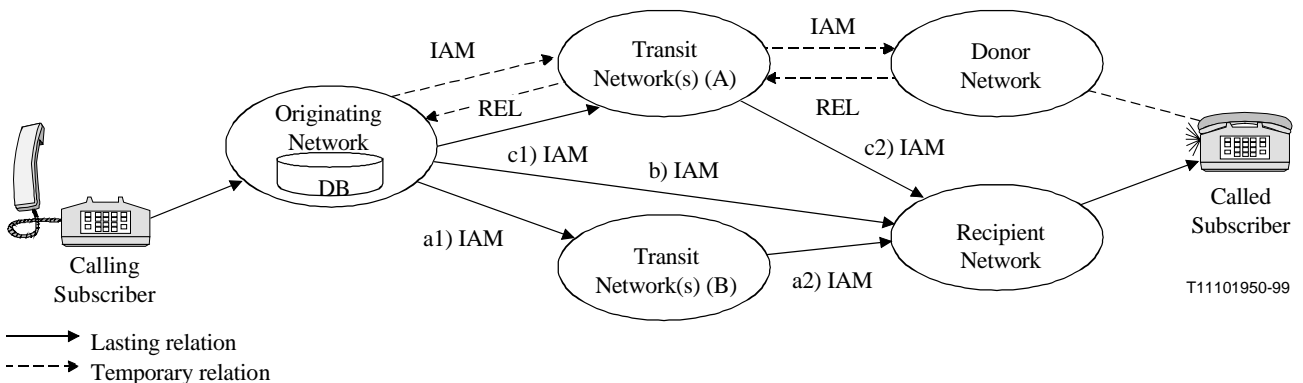 IAM
Transit
Network(s) (A)
IAM
Donor
Network
REL
REL
Originating
Network
DB
c1) IAM
c2) IAM
b) IAM
a1) IAM
Transit
Network(s) (B)
a2) IAM
Recipient
Network
Calling
Subscriber
Called
Subscriber
T11101950-99
Lasting relation
Temporary relation